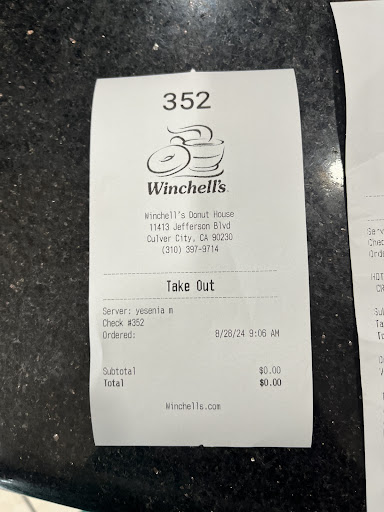 352
Winchell's
Winchell's Donut House
11413 Jefferson Blvd
Culver City, CA 90230
(310) 397-9714
Take Out
Server: yesenia m
Check #352
Ordered: 8/28/24 9:06 AM
Subtotal $0.00
Total $0.00
Winchells.com